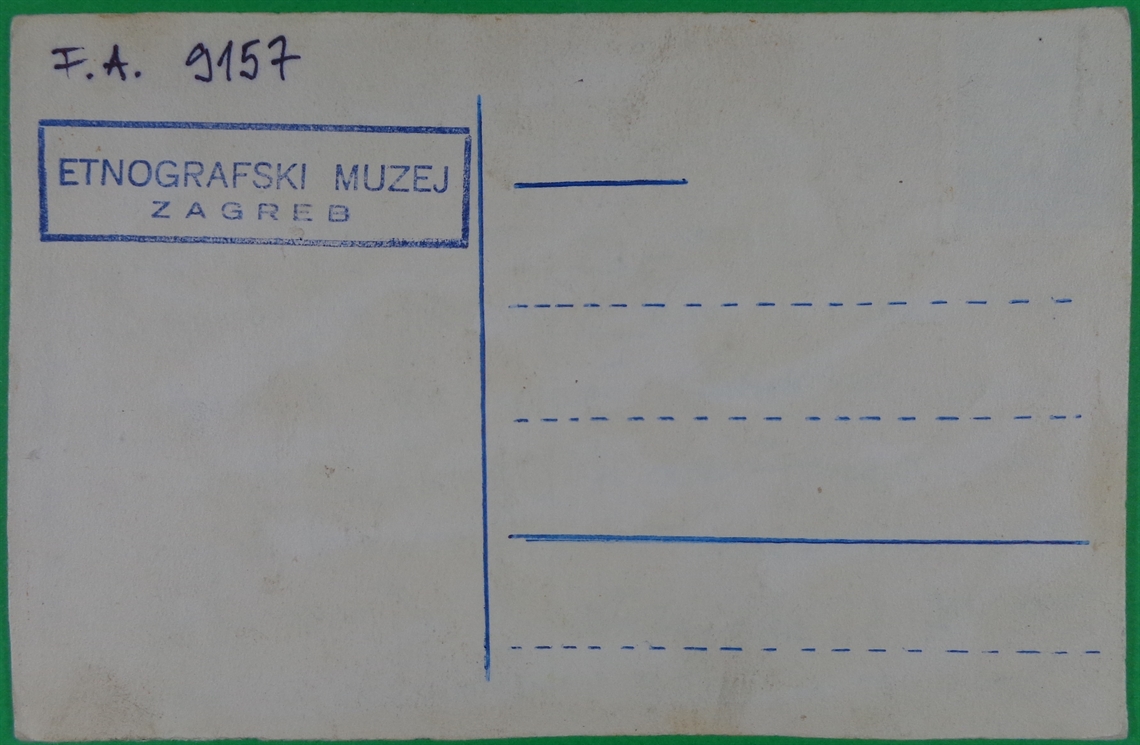 F.A. 9157
ETNOGRAFSKI MUZEJ
ZAGREB